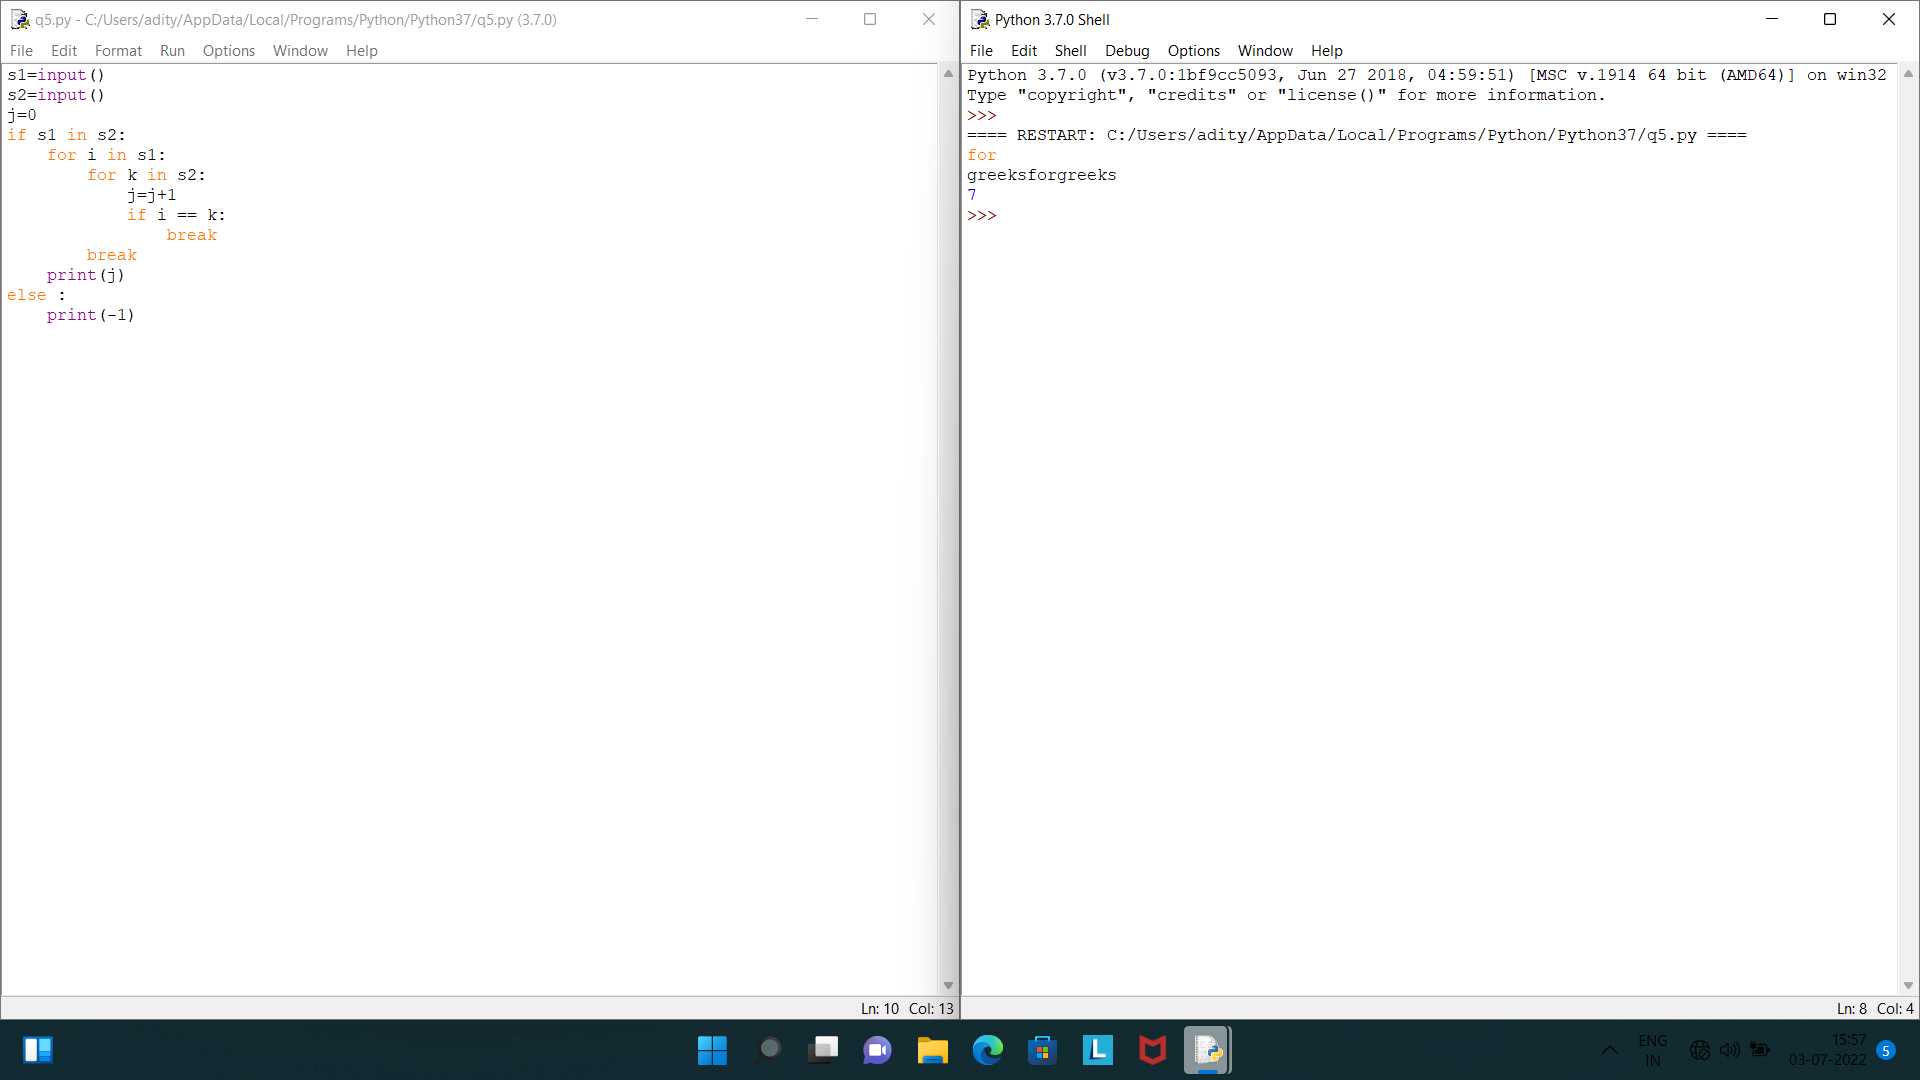 q5.py - C:/Users/adity/AppData/Local/Programs/Python/Python37/q5.py (3.7.0)
File Edit Format Run Options Window Help
s1=input()
s2=input()
j=0
if s1 in s2:
    for i in s1:
        for k in s2:
            j=j+1
            if i == k:
                break
        break
    print(j)
else :
    print(-1)
Ln: 10 Col: 13
Python 3.7.0 Shell
File Edit Shell Debug Options Window Help
Python 3.7.0 (v3.7.0:1bf9cc5093, Jun 27 2018, 04:59:51) [MSC v.1914 64 bit (AMD64)] on win32
Type "copyright", "credits" or "license()" for more information.
>>>
==== RESTART: C:/Users/adity/AppData/Local/Programs/Python/Python37/q5.py ====
for
greeksforgreeks
7
>>>
Ln: 8 Col: 4
L
ENG
IN
15:57
03-07-2022
5